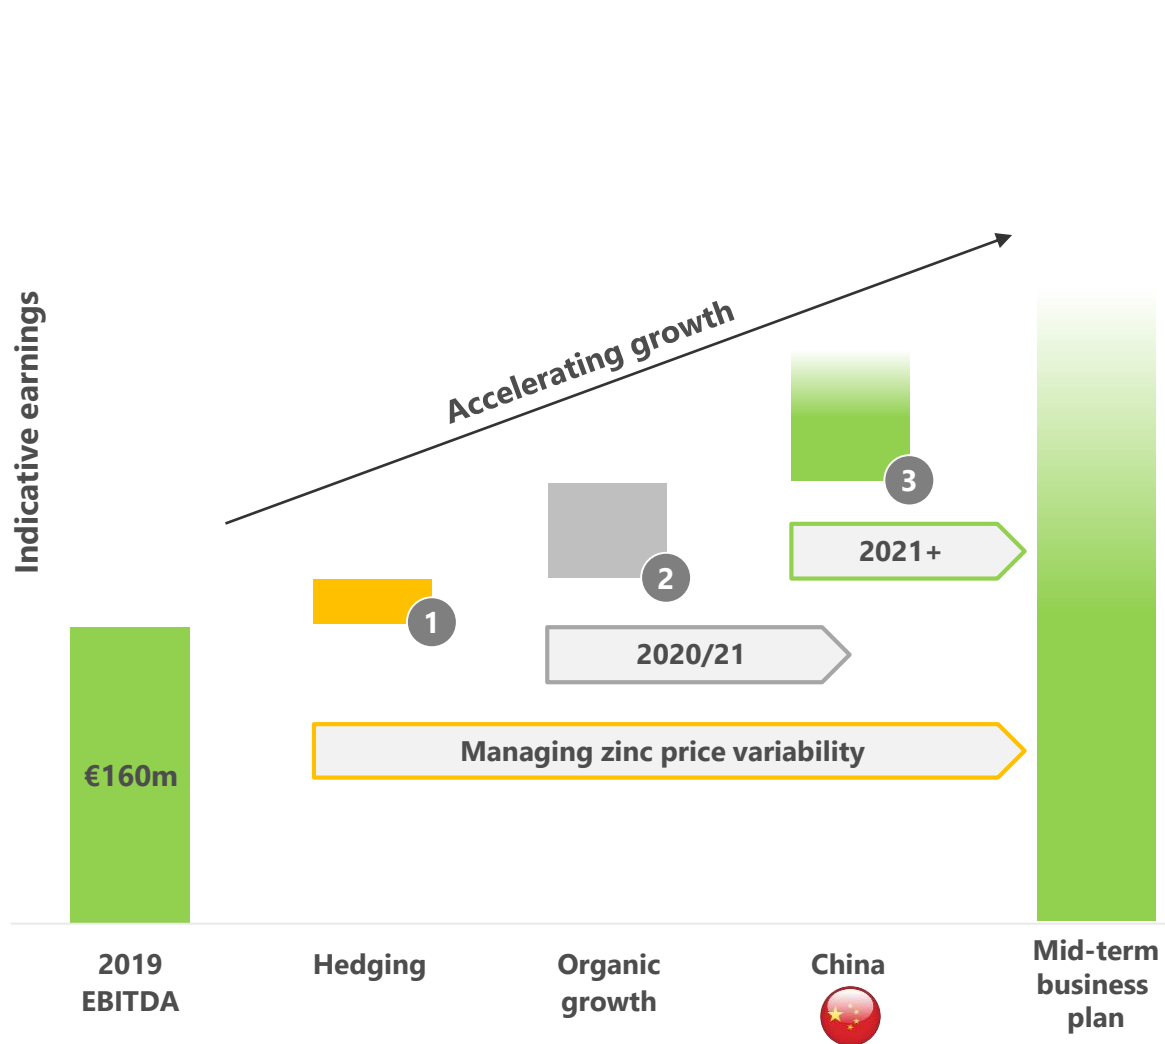 Indicative earnings
Accelerating growth
3
2021+
2
1
2020/21
Managing zinc price variability
€160m
2019
EBITDA
Hedging
Organic
growth
China
Mid-term
business
plan